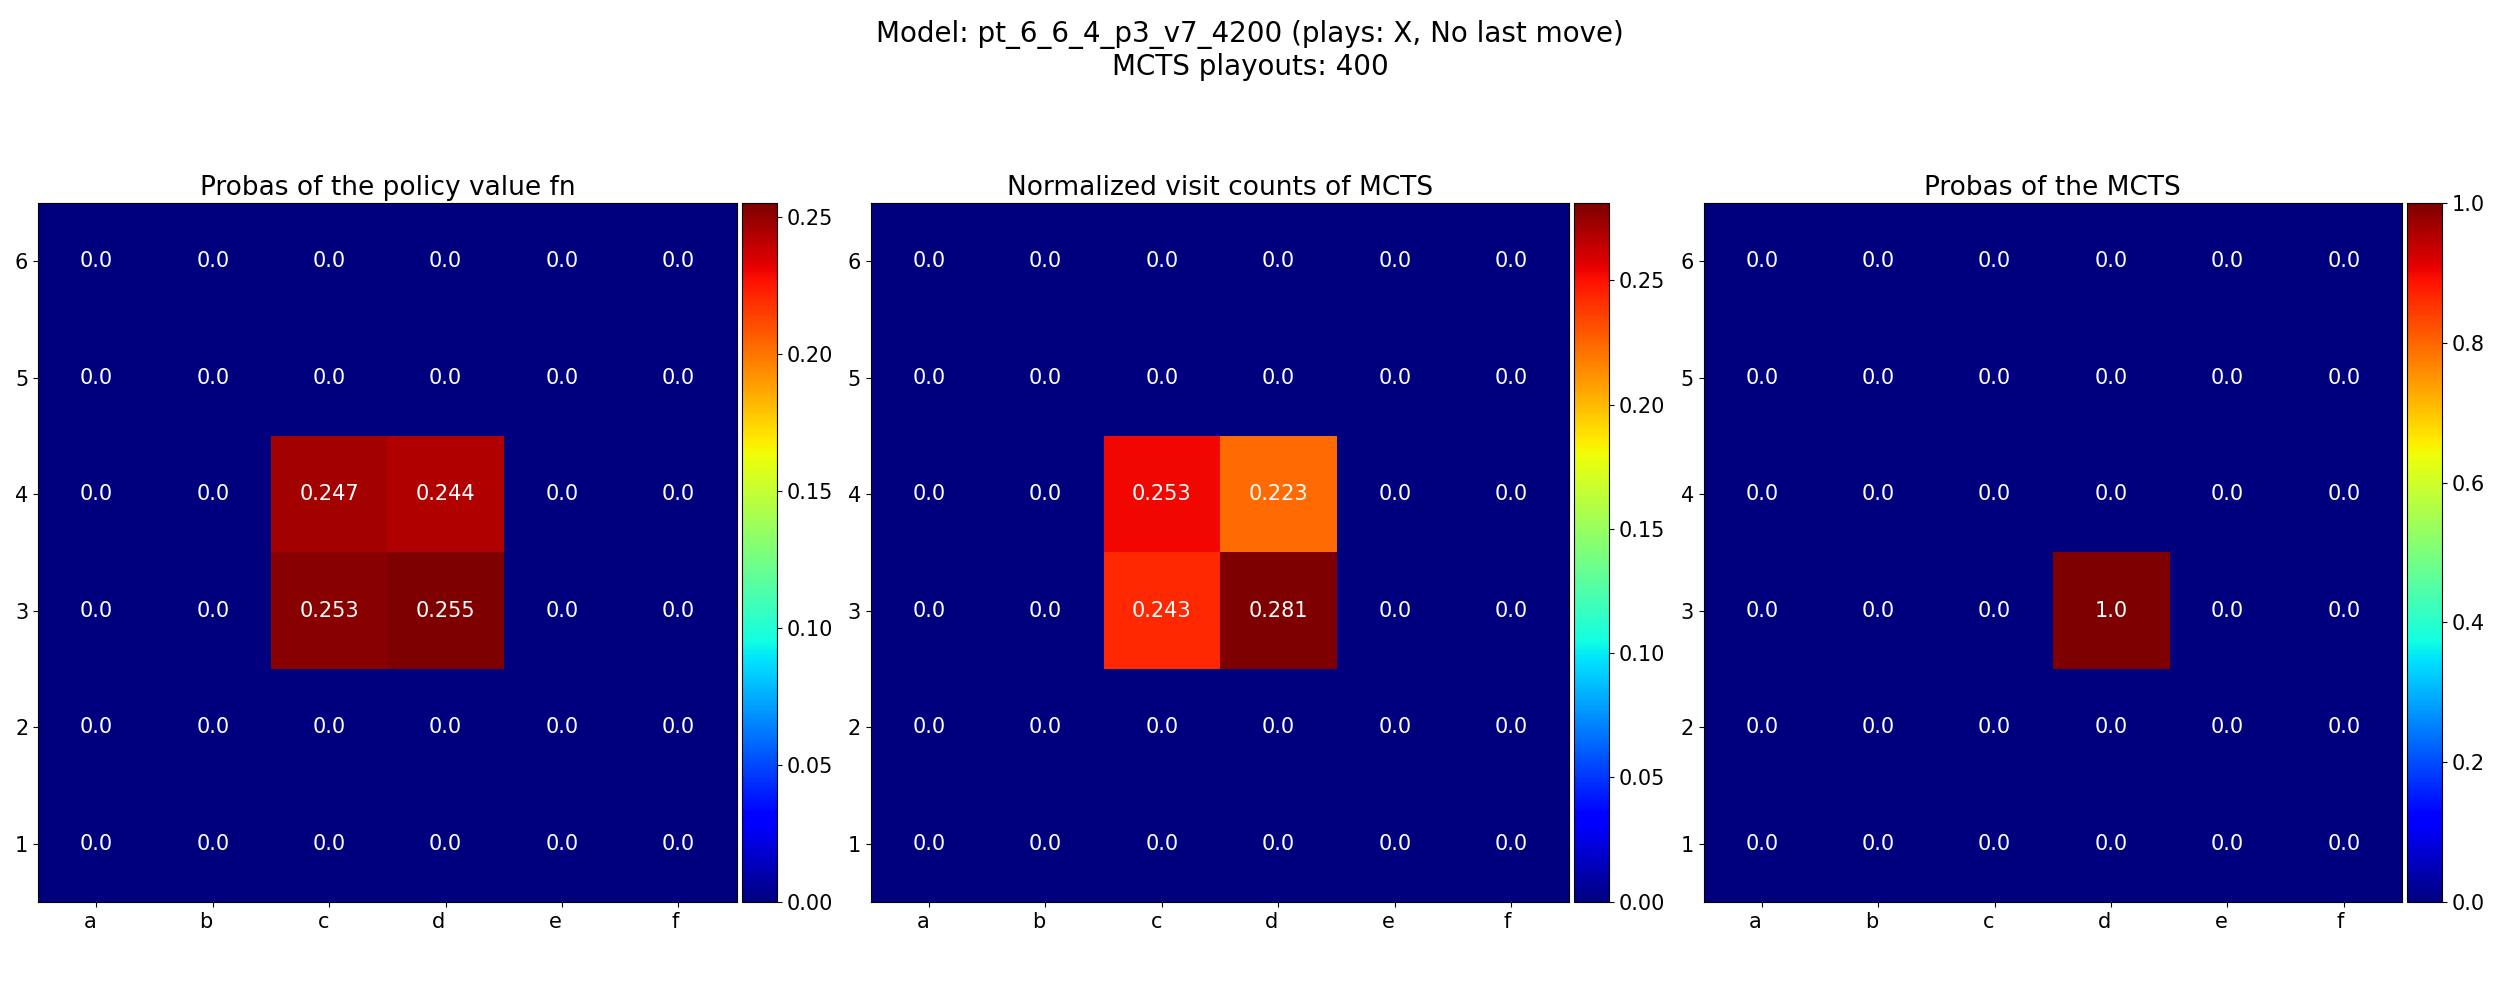 Model: pt_6_6_4_p3_v7_4200 (plays: X, No last move)
MCTS playouts: 400
Probas of the policy value fn
6 0.0 0.0 0.0 0.0 0.0 0.0
5 0.0 0.0 0.0 0.0 0.0 0.0
4 0.0 0.0 0.247 0.244 0.0 0.0
3 0.0 0.0 0.253 0.255 0.0 0.0
2 0.0 0.0 0.0 0.0 0.0 0.0
1 0.0 0.0 0.0 0.0 0.0 0.0
a b c d e f
0.25
0.20
0.15
0.10
0.05
0.00
Normalized visit counts of MCTS
6 0.0 0.0 0.0 0.0 0.0 0.0
5 0.0 0.0 0.0 0.0 0.0 0.0
4 0.0 0.0 0.253 0.223 0.0 0.0
3 0.0 0.0 0.243 0.281 0.0 0.0
2 0.0 0.0 0.0 0.0 0.0 0.0
1 0.0 0.0 0.0 0.0 0.0 0.0
a b c d e f
0.25
0.20
0.15
0.10
0.05
0.00
Probas of the MCTS
6 0.0 0.0 0.0 0.0 0.0 0.0
5 0.0 0.0 0.0 0.0 0.0 0.0
4 0.0 0.0 0.0 0.0 0.0 0.0
3 0.0 0.0 0.0 1.0 0.0 0.0
2 0.0 0.0 0.0 0.0 0.0 0.0
1 0.0 0.0 0.0 0.0 0.0 0.0
a b c d e f
1.0
0.8
0.6
0.4
0.2
0.0